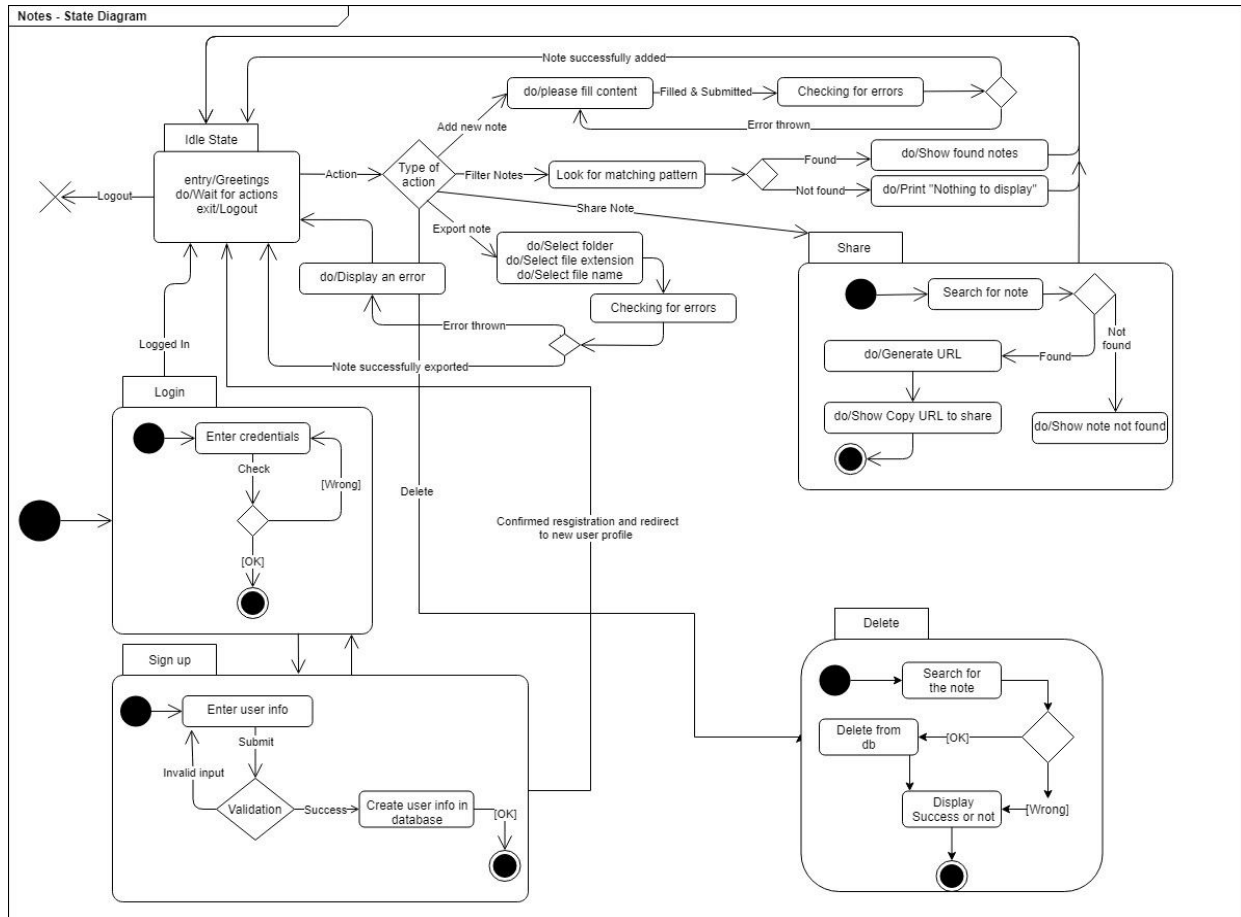 Notes - State Diagram
Note successfully added
do/please fill content
Filled & Submitted
Checking for errors
Add new note
Error thrown
Idle State
entry/Greetings
do/Wait for actions
exit/Logout
Logout
Action
Type of
action
Filter Notes
Look for matching pattern
Found
do/Show found notes
Not found
do/Print "Nothing to display"
Share Note
Export note
do/Select folder
do/Select file extension
do/Select file name
do/Display an error
Checking for errors
Error thrown
Note successfully exported
Share
Search for note
Not
found
Found
do/Generate URL
do/Show Copy URL to share
do/Show note not found
Logged In
Login
Enter credentials
Check
[Wrong]
[OK]
Delete
Confirmed resgistration and redirect
to new user profile
Sign up
Enter user info
Submit
Invalid input
Validation
Success
Create user info in
database
[OK]
Delete
Search for
the note
Delete from
db
[OK]
Display
Success or not
[Wrong]